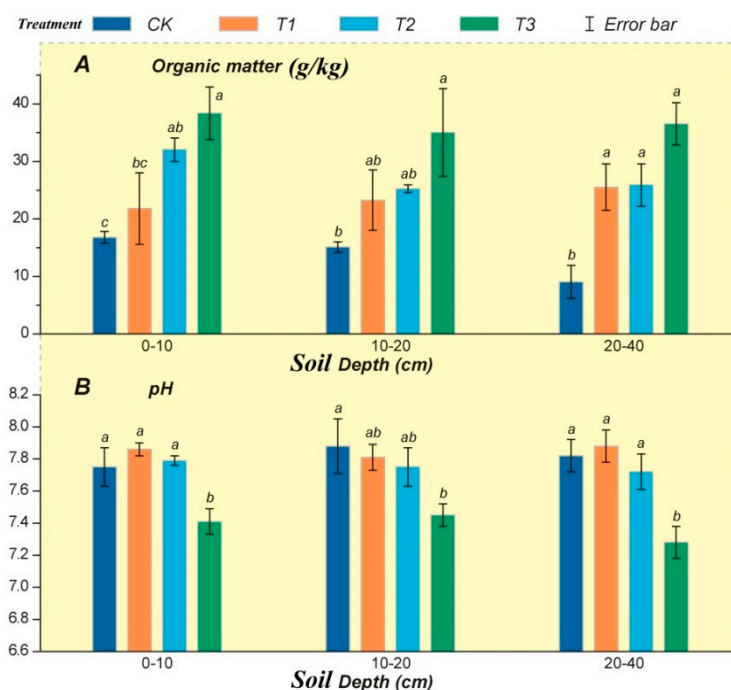 Treatment CK T1 T2 T3 Error bar
A Organic matter (g/kg)
40
30
20
10
0
c bc ab a
b ab ab a
b a a a
0-10 10-20 20-40
Soil Depth (cm)
B pH
8.2
8.0
7.8
7.6
7.4
7.2
7.0
6.6
a a a b
a ab ab b
a a a b
0-10 10-20 20-40
Soil Depth (cm)